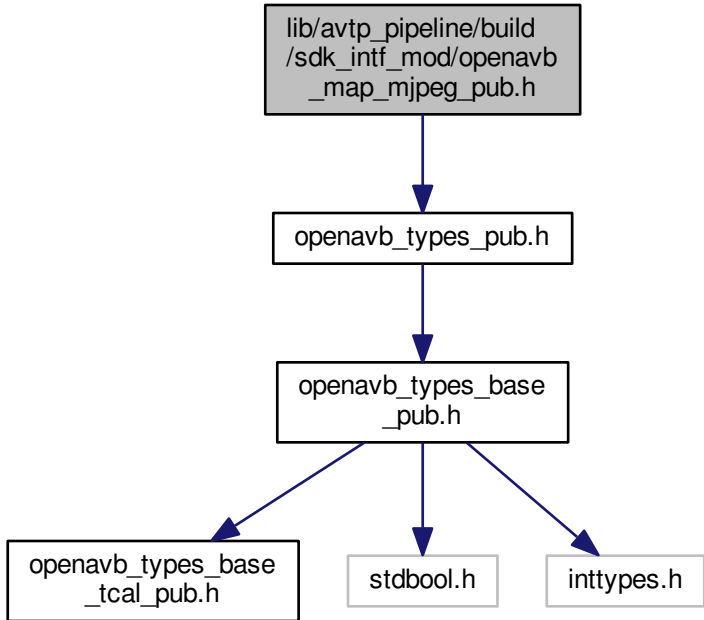 lib/avtp_pipeline/build
/sdk_intf_mod/openavb
_map_mjpeg_pub.h
openavb_types_pub.h
openavb_types_base
_pub.h
openavb_types_base
_tcal_pub.h
stdbool.h
inttypes.h